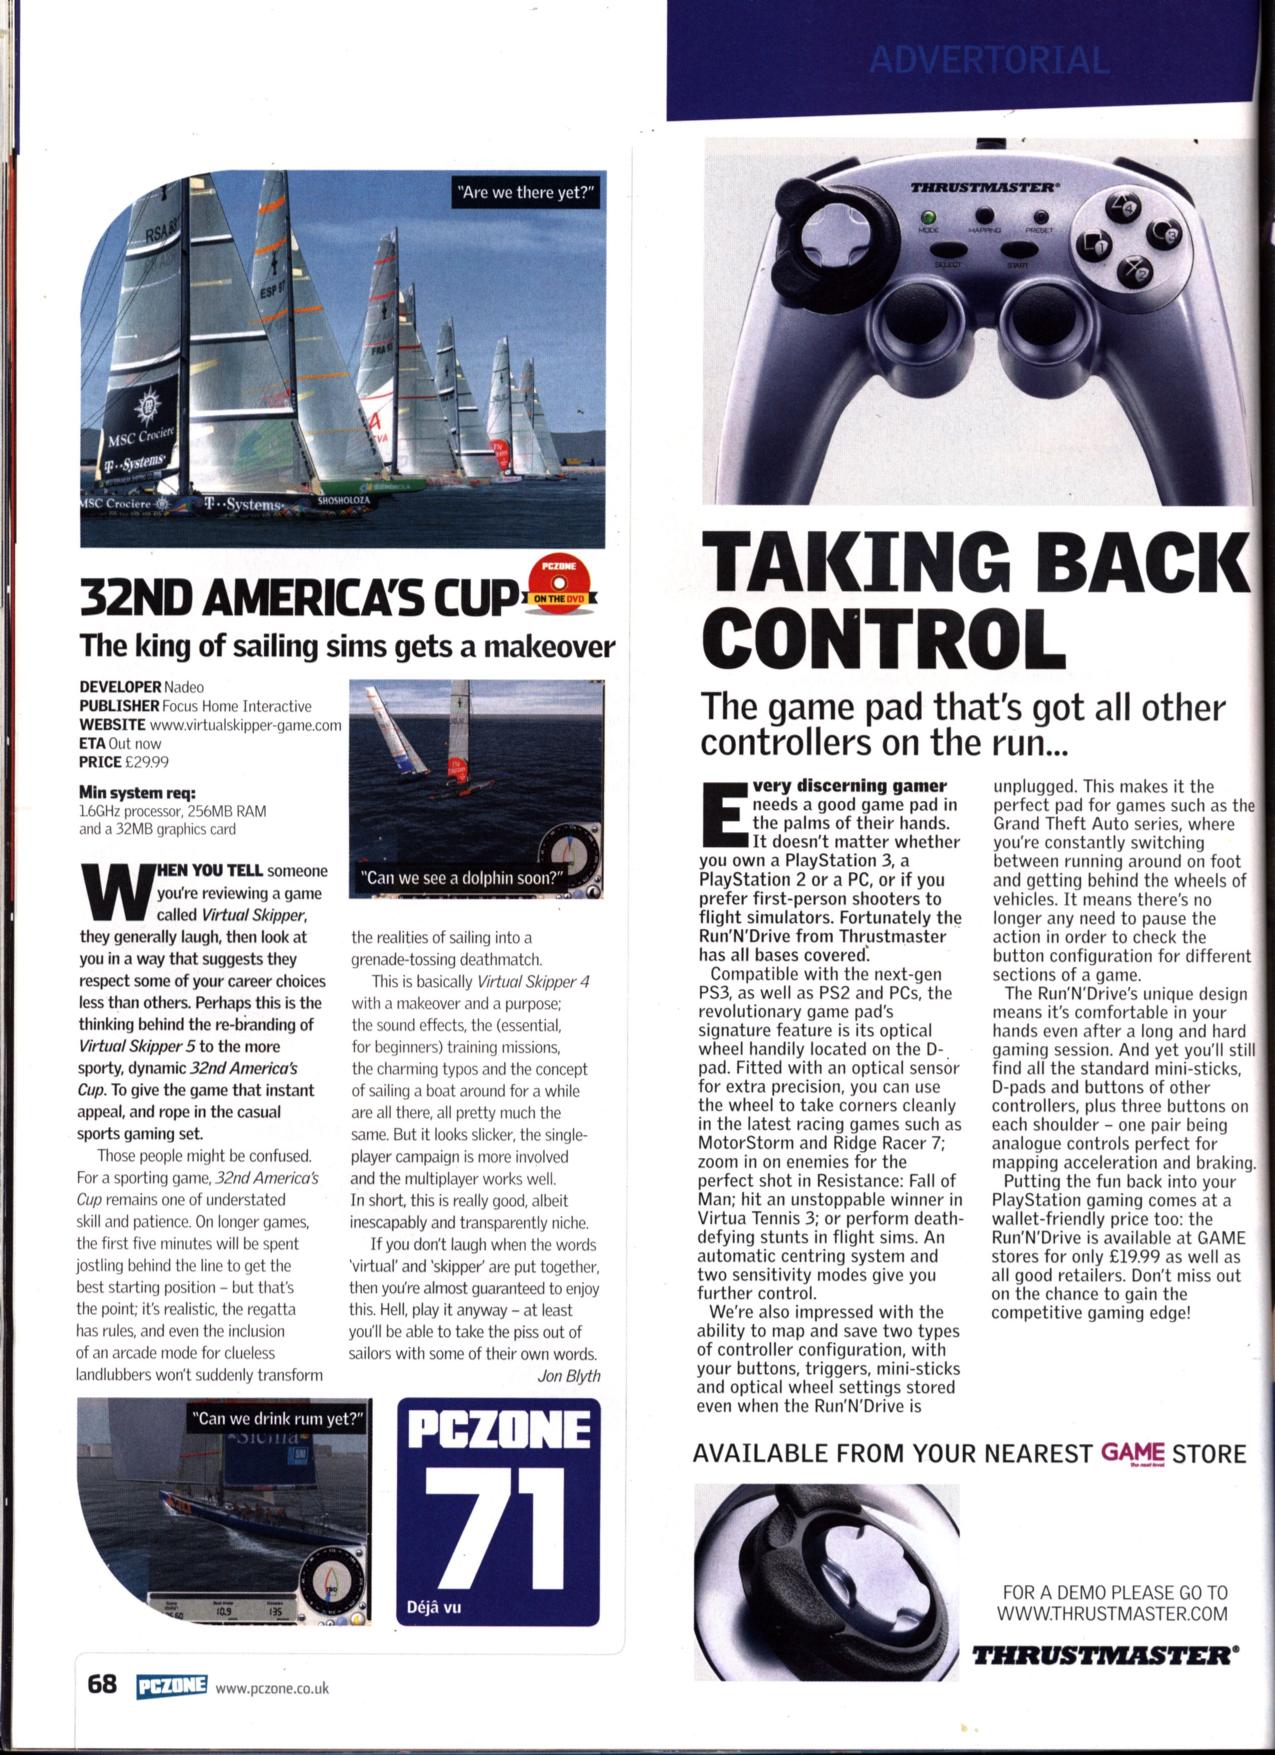 ADVERTORIAL
"Are we there yet?"
RSA 83
ESP 97
FRA 93
MSC Crociere
T··Systems·
MSC Crociere
T··Systems·
SHOSHOLOZA
32ND AMERICA'S CUP
PCZONE
ON THE DVD
The king of sailing sims gets a makeover
DEVELOPER Nadeo
PUBLISHER Focus Home Interactive
WEBSITE www.virtualskipper-game.com
ETA Out now
PRICE £29.99
Min system req:
1.6GHz processor, 256MB RAM
and a 32MB graphics card
WHEN YOU TELL someone
you're reviewing a game
called Virtual Skipper,
they generally laugh, then look at
you in a way that suggests they
respect some of your career choices
less than others. Perhaps this is the
thinking behind the re-branding of
Virtual Skipper 5 to the more
sporty, dynamic 32nd America's
Cup. To give the game that instant
appeal, and rope in the casual
sports gaming set.
Those people might be confused.
For a sporting game, 32nd America's
Cup remains one of understated
skill and patience. On longer games,
the first five minutes will be spent
jostling behind the line to get the
best starting position – but that's
the point; it's realistic, the regatta
has rules, and even the inclusion
of an arcade mode for clueless
landlubbers won't suddenly transform
"Can we see a dolphin soon?"
the realities of sailing into a
grenade-tossing deathmatch.
This is basically Virtual Skipper 4
with a makeover and a purpose;
the sound effects, the (essential,
for beginners) training missions,
the charming typos and the concept
of sailing a boat around for a while
are all there, all pretty much the
same. But it looks slicker, the single-
player campaign is more involved
and the multiplayer works well.
In short, this is really good, albeit
inescapably and transparently niche.
If you don't laugh when the words
'virtual' and 'skipper' are put together,
then you're almost guaranteed to enjoy
this. Hell, play it anyway – at least
you'll be able to take the piss out of
sailors with some of their own words.
Jon Blyth
"Can we drink rum yet?"
Sicilia
10.9
135
PCZONE
71
Déjâ vu
68 PCZONE www.pczone.co.uk
THRUSTMASTER®
MODE
MAPPING
PRESET
SELECT
START
4
3
1
2
TAKING BACK
CONTROL
The game pad that's got all other
controllers on the run...
Every discerning gamer
needs a good game pad in
the palms of their hands.
It doesn't matter whether
you own a PlayStation 3, a
PlayStation 2 or a PC, or if you
prefer first-person shooters to
flight simulators. Fortunately the
Run'N'Drive from Thrustmaster
has all bases covered.
Compatible with the next-gen
PS3, as well as PS2 and PCs, the
revolutionary game pad's
signature feature is its optical
wheel handily located on the D-
pad. Fitted with an optical sensor
for extra precision, you can use
the wheel to take corners cleanly
in the latest racing games such as
MotorStorm and Ridge Racer 7;
zoom in on enemies for the
perfect shot in Resistance: Fall of
Man; hit an unstoppable winner in
Virtua Tennis 3; or perform death-
defying stunts in flight sims. An
automatic centring system and
two sensitivity modes give you
further control.
We're also impressed with the
ability to map and save two types
of controller configuration, with
your buttons, triggers, mini-sticks
and optical wheel settings stored
even when the Run'N'Drive is
unplugged. This makes it the
perfect pad for games such as the
Grand Theft Auto series, where
you're constantly switching
between running around on foot
and getting behind the wheels of
vehicles. It means there's no
longer any need to pause the
action in order to check the
button configuration for different
sections of a game.
The Run'N'Drive's unique design
means it's comfortable in your
hands even after a long and hard
gaming session. And yet you'll still
find all the standard mini-sticks,
D-pads and buttons of other
controllers, plus three buttons on
each shoulder – one pair being
analogue controls perfect for
mapping acceleration and braking.
Putting the fun back into your
PlayStation gaming comes at a
wallet-friendly price too: the
Run'N'Drive is available at GAME
stores for only £19.99 as well as
all good retailers. Don't miss out
on the chance to gain the
competitive gaming edge!
AVAILABLE FROM YOUR NEAREST GAME STORE
FOR A DEMO PLEASE GO TO
WWW.THRUSTMASTER.COM
THRUSTMASTER®